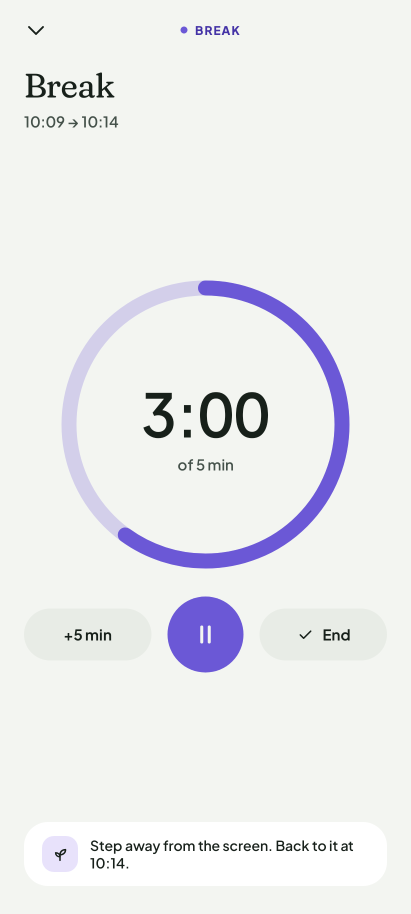 BREAK
Break
10:09 → 10:14
3:00
of 5 min
+5 min
End
Step away from the screen. Back to it at
10:14.